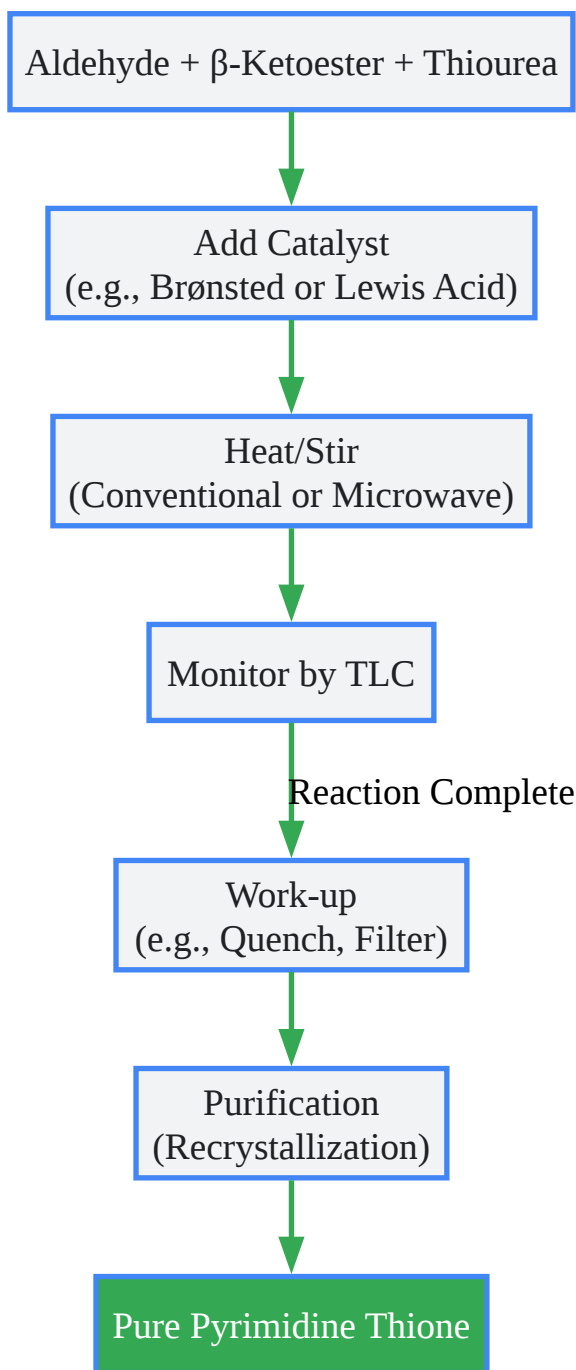 Aldehyde + β-Ketoester + Thiourea
Add Catalyst
(e.g., Brønsted or Lewis Acid)
Heat/Stir
(Conventional or Microwave)
Monitor by TLC
Reaction Complete
Work-up
(e.g., Quench, Filter)
Purification
(Recrystallization)
Pure Pyrimidine Thione